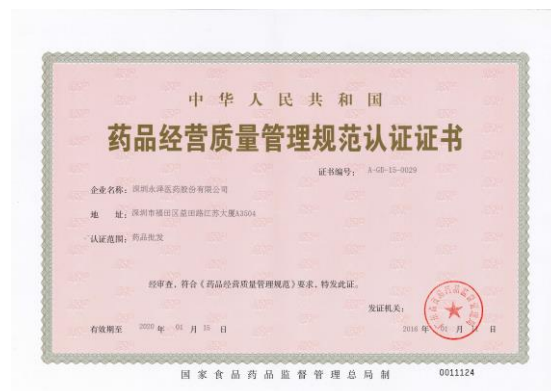 中华人民共和国
药品经营质量管理规范认证证书
证书编号: A-GD-15-0029
企业名称: 深圳永泽医药股份有限公司
地 址: 深圳市福田区益田路江苏大厦A3504
认证范围: 药品批发
经审查,符合《药品经营质量管理规范》要求,特发此证。
发证机关:
有效期至 2020 年 01 月 15 日
2016 年 01 月 日
国家食品药品监督管理总局制
0011124